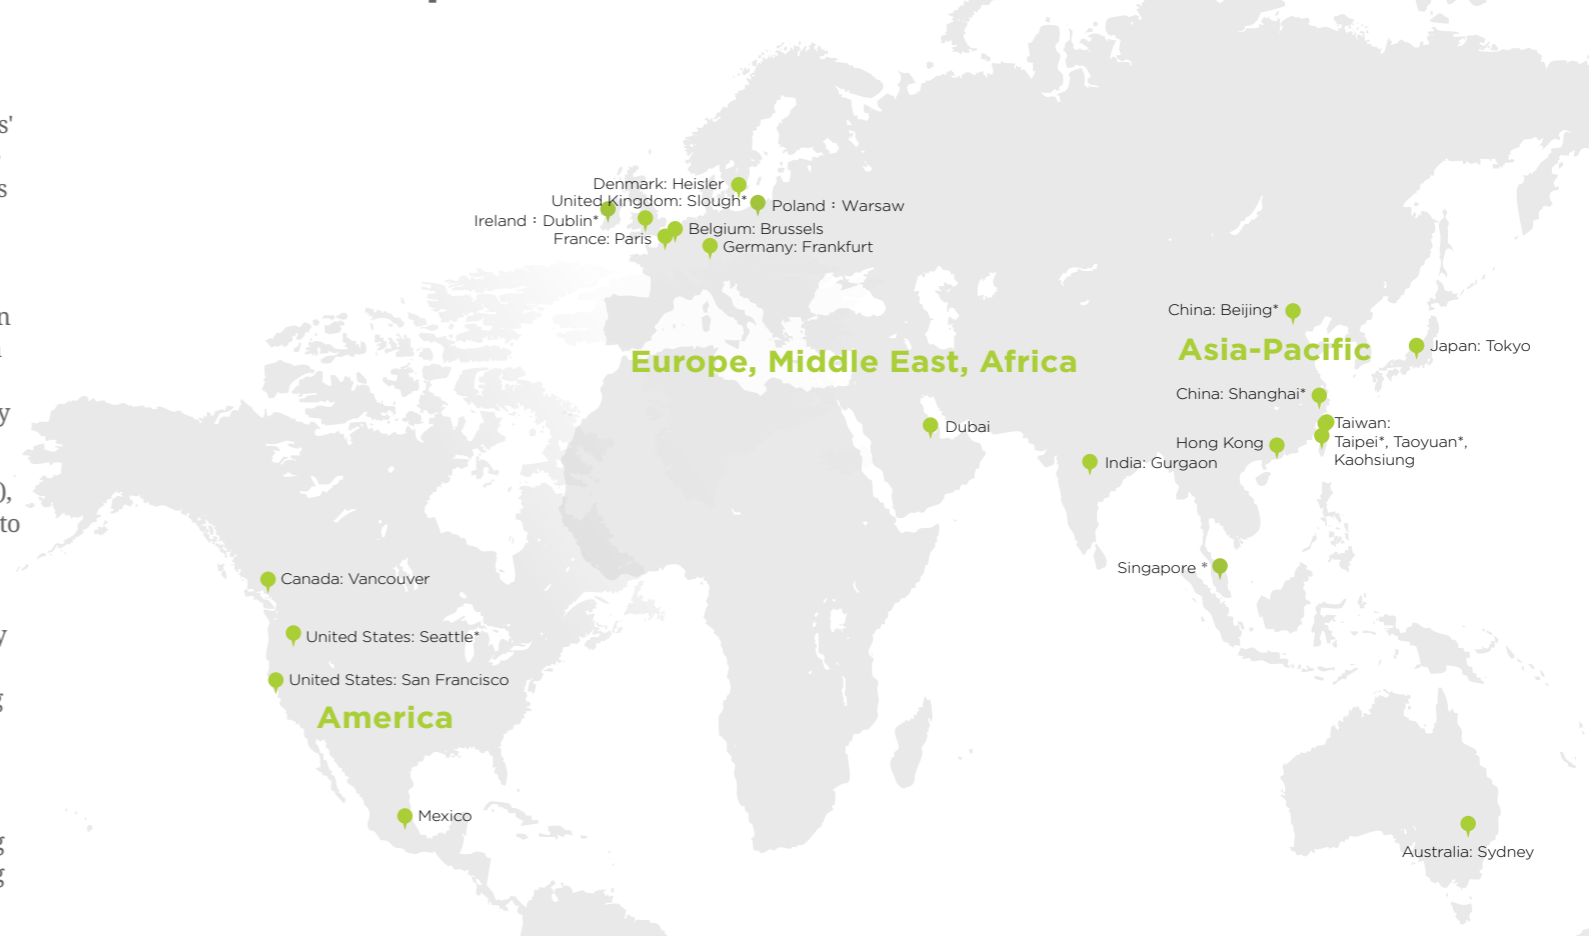 s'
s
n
y
),
to
y
g
g
g
Denmark: Heisler
United Kingdom: Slough*
Poland：Warsaw
Ireland：Dublin*
Belgium: Brussels
France: Paris
Germany: Frankfurt
China: Beijing*
Europe, Middle East, Africa
Asia-Pacific
Japan: Tokyo
China: Shanghai*
Dubai
Taiwan:
Taipei*, Taoyuan*,
Kaohsiung
Hong Kong
India: Gurgaon
Singapore *
Canada: Vancouver
United States: Seattle*
United States: San Francisco
America
Mexico
Australia: Sydney